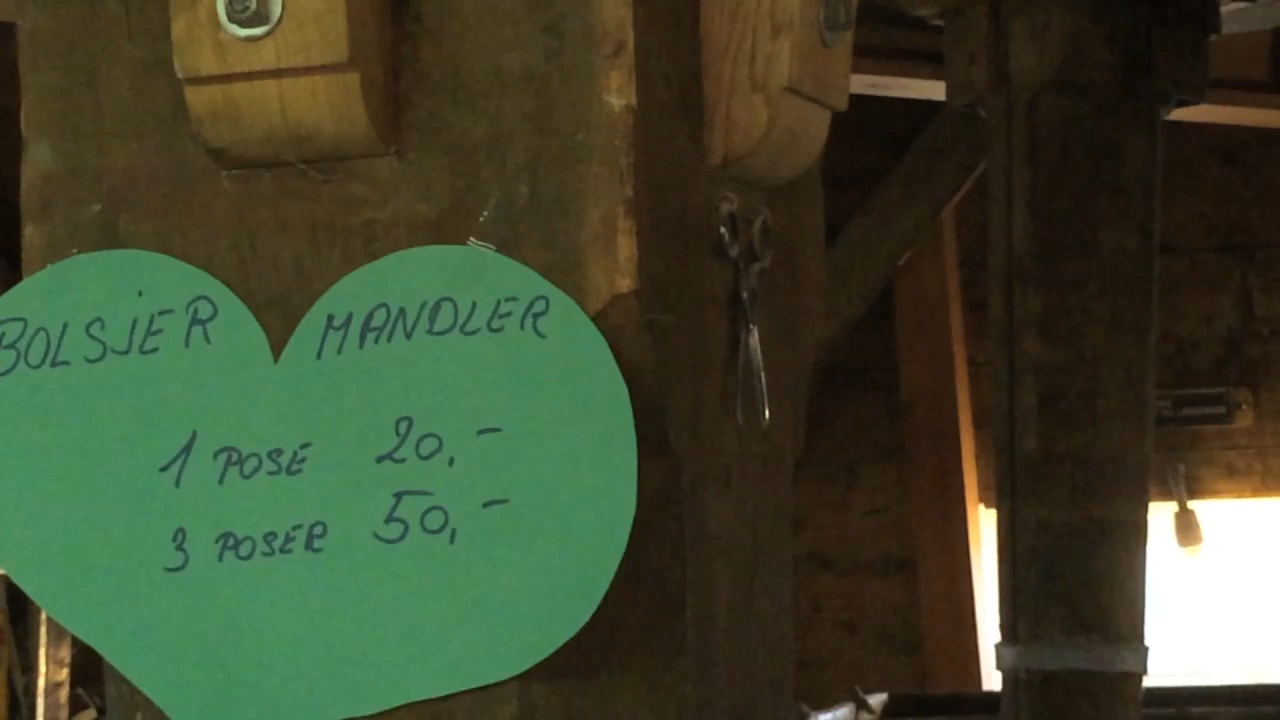 BOLSJER MANDLER
1 POSE 20,-
3 POSER 50,-